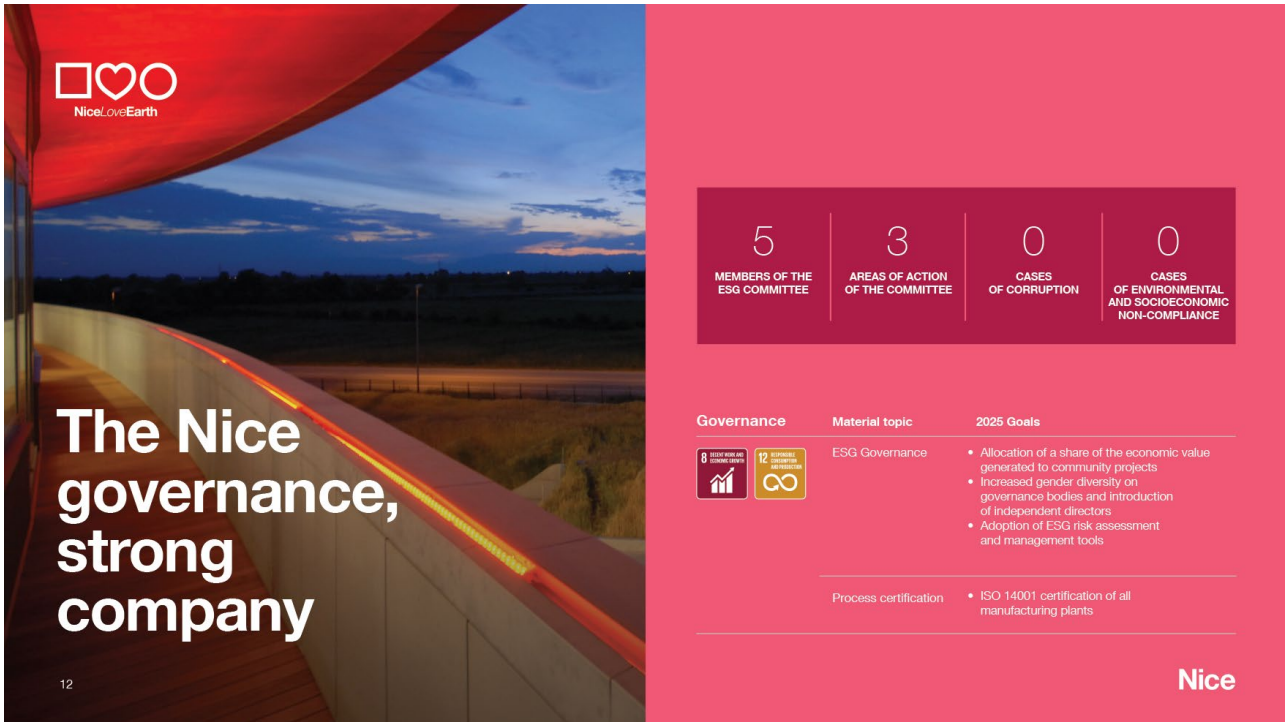 NiceLoveEarth
The Nice
governance,
strong
company
12
5
MEMBERS OF THE
ESG COMMITTEE
3
AREAS OF ACTION
OF THE COMMITTEE
0
CASES
OF CORRUPTION
0
CASES
OF ENVIRONMENTAL
AND SOCIOECONOMIC
NON-COMPLIANCE
Governance
Material topic
2025 Goals
8 DECENT WORK AND
ECONOMIC GROWTH
12 RESPONSIBLE
CONSUMPTION
AND PRODUCTION
ESG Governance
• Allocation of a share of the economic value
generated to community projects
• Increased gender diversity on
governance bodies and introduction
of independent directors
• Adoption of ESG risk assessment
and management tools
Process certification
• ISO 14001 certification of all
manufacturing plants
Nice